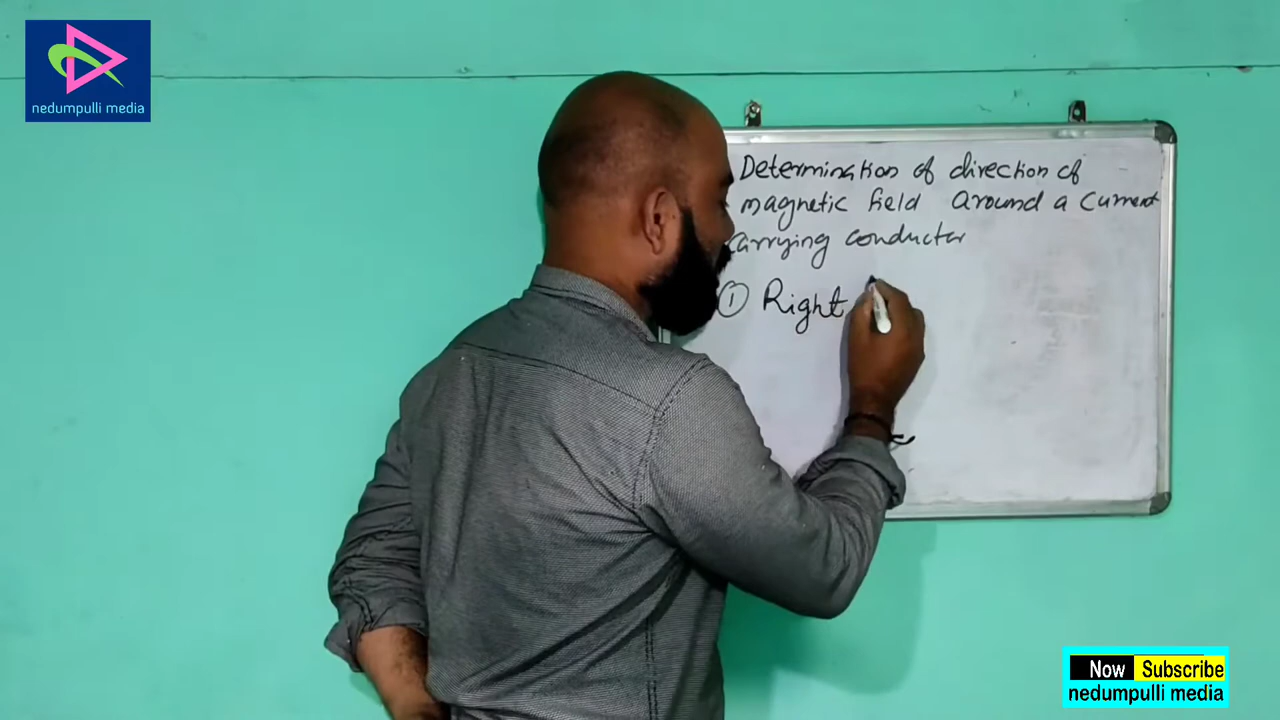 nedumpulli media
Determination of direction of
magnetic field Around a Current
Carrying conductor
① Right
Now Subscribe
nedumpulli media